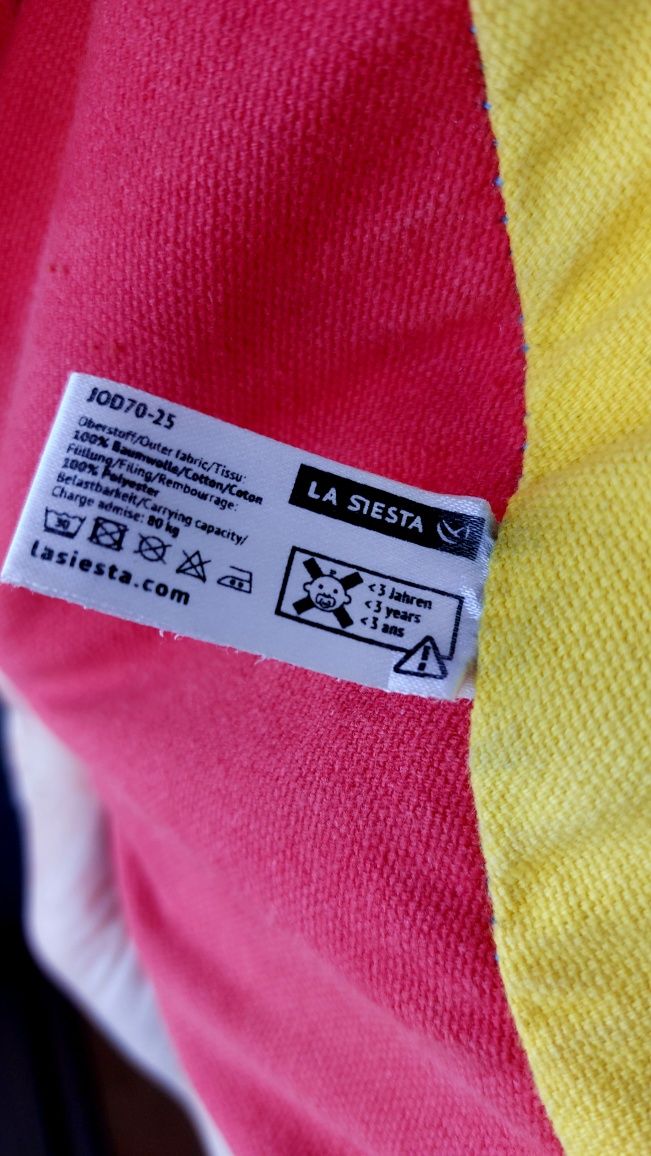 JOD70-25
Oberstoff/Outer fabric/Tissu:
100% Baumwolle/Cotton/Coton
Füllung/Filing/Rembourrage:
100% Polyester
Belastbarkeit/Carrying capacity/
Charge admise: 80 kg
30
lasiesta.com
LA SIESTA
<3 Jahren
<3 years
<3 ans
!